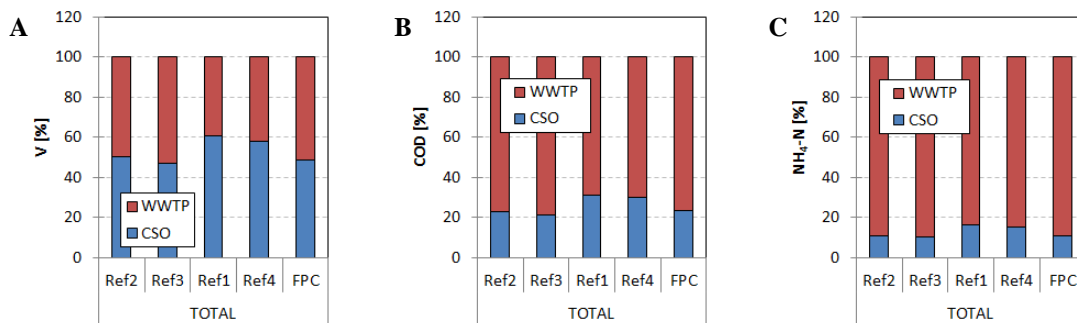 A
V [%]
120
100
80
60
40
20
0
WWTP
CSO
Ref2 Ref3 Ref1 Ref4 FPC
TOTAL
B
COD [%]
120
100
80
60
40
20
0
WWTP
CSO
Ref2 Ref3 Ref1 Ref4 FPC
TOTAL
C
NH₄-N [%]
120
100
80
60
40
20
0
WWTP
CSO
Ref2 Ref3 Ref1 Ref4 FPC
TOTAL